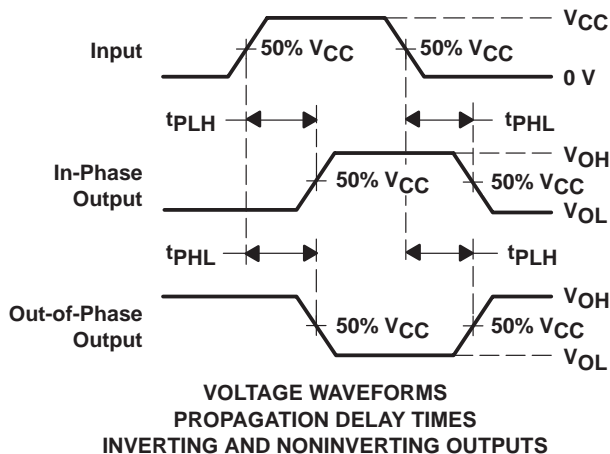 VCC
Input
50% VCC 50% VCC
0 V
tPLH tPHL
VOH
In-Phase
Output
50% VCC 50% VCC
VOL
tPHL tPLH
VOH
Out-of-Phase
Output
50% VCC 50% VCC
VOL
VOLTAGE WAVEFORMS
PROPAGATION DELAY TIMES
INVERTING AND NONINVERTING OUTPUTS